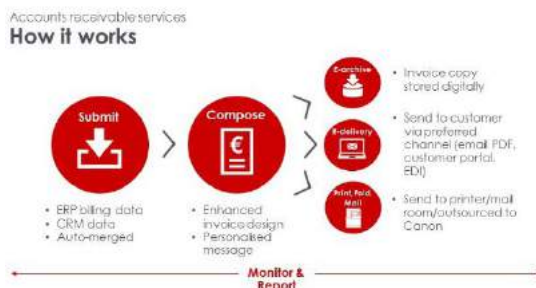 Accounts receivable services
How it works
Submit
• ERP billing data
• CRM data
• Auto-merged
Compose
€
• Enhanced
invoice design
• Personalised
message
E-archive
• Invoice copy
stored digitally
E-delivery
• Send to customer
via preferred
channel (email PDF,
customer portal,
EDI)
Print, Fold,
Mail
• Send to printer/mail
room/outsourced to
Canon
Monitor &
Report